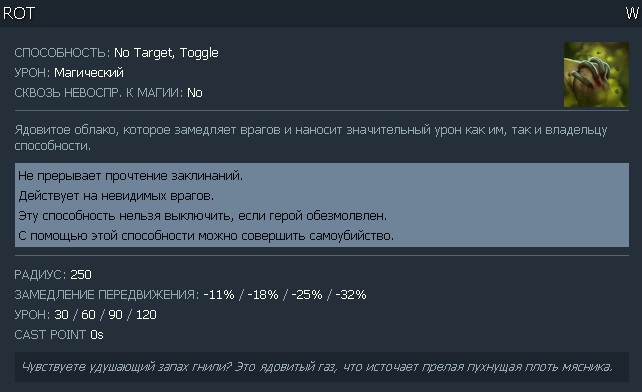 ROT W
СПОСОБНОСТЬ: No Target, Toggle
УРОН: Магический
СКВОЗЬ НЕВОСПР. К МАГИИ: No
Ядовитое облако, которое замедляет врагов и наносит значительный урон как им, так и владельцу
способности.
Не прерывает прочтение заклинаний.
Действует на невидимых врагов.
Эту способность нельзя выключить, если герой обезмолвлен.
С помощью этой способности можно совершить самоубийство.
РАДИУС: 250
ЗАМЕДЛЕНИЕ ПЕРЕДВИЖЕНИЯ: -11% / -18% / -25% / -32%
УРОН: 30 / 60 / 90 / 120
CAST POINT 0s
Чувствуете удушающий запах гнили? Это ядовитый газ, что источает прелая пухнущая плоть мясника.